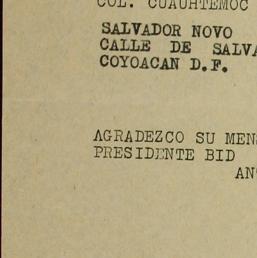 COL. CUAUHTEMOC
SALVADOR NOVO
CALLE DE SALVA
COYOACAN D.F.
AGRADEZCO SU MEN
PRESIDENTE BID
AN